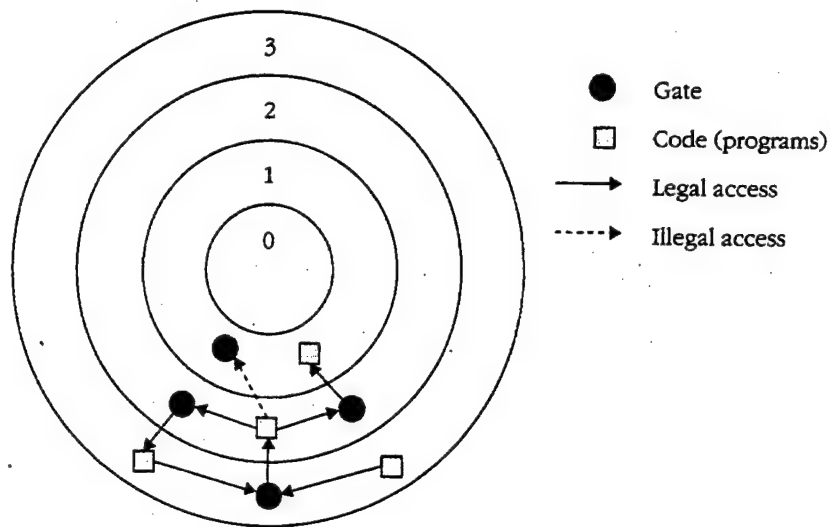 3
2
1
0
Gate
Code (programs)
Legal access
Illegal access